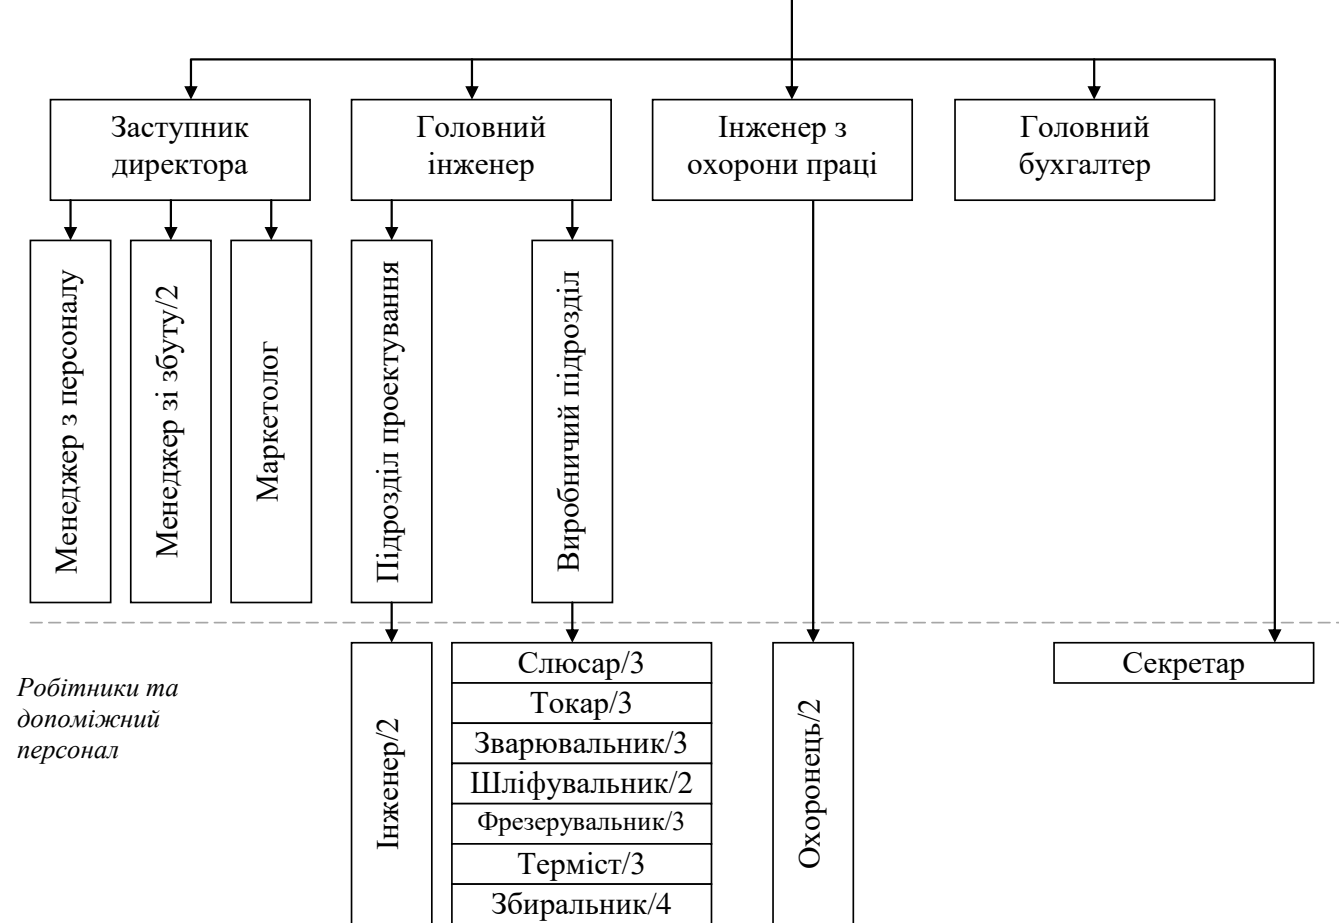 Заступник
директора
Головний
інженер
Інженер з
охорони праці
Головний
бухгалтер
Менеджер з персоналу
Менеджер зі збуту/2
Маркетолог
Підрозділ проектування
Виробничий підрозділ
Робітники та
допоміжний
персонал
Інженер/2
Слюсар/3
Токар/3
Зварювальник/3
Шліфувальник/2
Фрезерувальник/3
Терміст/3
Збиральник/4
Охоронець/2
Секретар